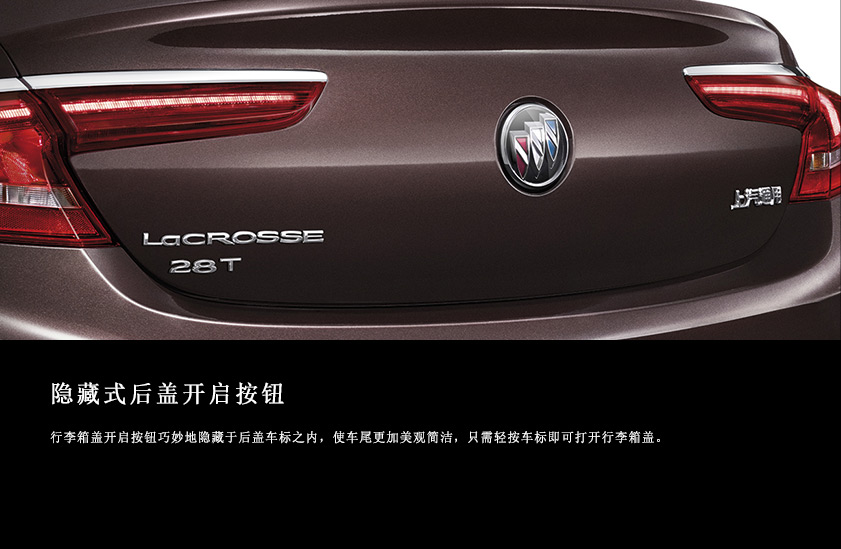 上汽通用
LaCROSSE
28T
隐藏式后盖开启按钮
行李箱盖开启按钮巧妙地隐藏于后盖车标之内，使车尾更加美观简洁，只需轻按车标即可打开行李箱盖。